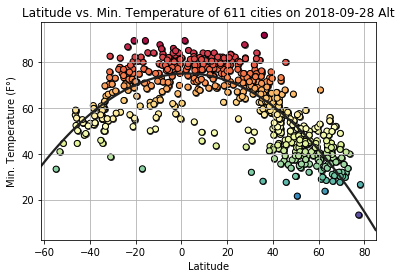 Latitude vs. Min. Temperature of 611 cities on 2018-09-28 Alt
80
60
40
20
Min. Temperature (F°)
−60 −40 −20 0 20 40 60 80
Latitude